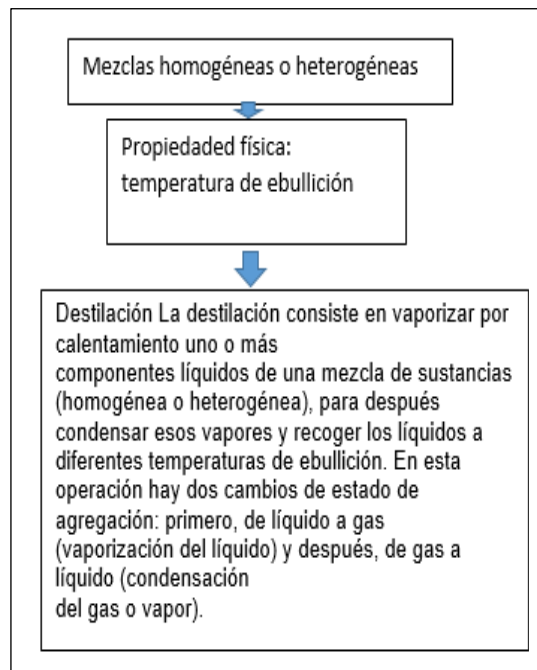 Mezclas homogéneas o heterogéneas
Propiedaded física:
temperatura de ebullición
Destilación La destilación consiste en vaporizar por
calentamiento uno o más
componentes líquidos de una mezcla de sustancias
(homogénea o heterogénea), para después
condensar esos vapores y recoger los líquidos a
diferentes temperaturas de ebullición. En esta
operación hay dos cambios de estado de
agregación: primero, de líquido a gas
(vaporización del líquido) y después, de gas a
líquido (condensación
del gas o vapor).